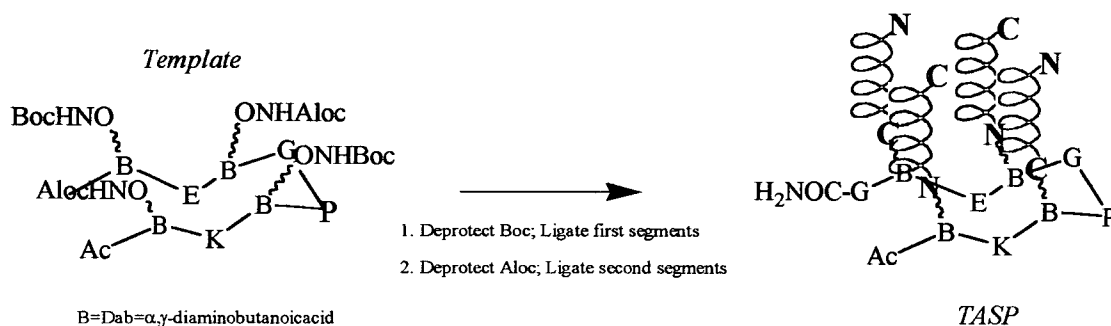 Template
BocHNO
ONHAloc
B
B
G
ONHBoc
AlocHNO
E
B
P
B
K
Ac
B=Dab=α,γ-diaminobutanoicacid
1. Deprotect Boc; Ligate first segments
2. Deprotect Aloc; Ligate second segments
N
C
C
N
C
N
H₂NOC-G
B
N
E
B
C
G
Ac
B
K
B
P
TASP